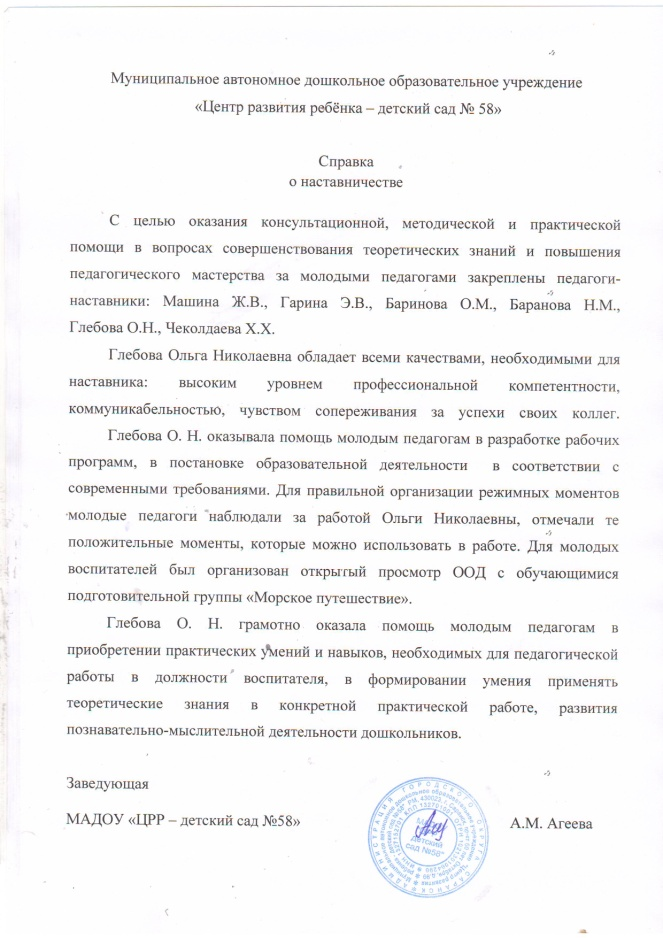 Муниципальное автономное дошкольное образовательное учреждение
«Центр развития ребёнка – детский сад № 58»
Справка
о наставничестве
С целью оказания консультационной, методической и практической
помощи в вопросах совершенствования теоретических знаний и повышения
педагогического мастерства за молодыми педагогами закреплены педагоги-
наставники: Машина Ж.В., Гарина Э.В., Баринова О.М., Баранова Н.М.,
Глебова О.Н., Чеколдаева Х.Х.
Глебова Ольга Николаевна обладает всеми качествами, необходимыми для
наставника: высоким уровнем профессиональной компетентности,
коммуникабельностью, чувством сопереживания за успехи своих коллег.
Глебова О. Н. оказывала помощь молодым педагогам в разработке рабочих
программ, в постановке образовательной деятельности в соответствии с
современными требованиями. Для правильной организации режимных моментов
молодые педагоги наблюдали за работой Ольги Николаевны, отмечали те
положительные моменты, которые можно использовать в работе. Для молодых
воспитателей был организован открытый просмотр ООД с обучающимися
подготовительной группы «Морское путешествие».
Глебова О. Н. грамотно оказала помощь молодым педагогам в
приобретении практических умений и навыков, необходимых для педагогической
работы в должности воспитателя, в формировании умения применять
теоретические знания в конкретной практической работе, развития
познавательно-мыслительной деятельности дошкольников.
Заведующая
МАДОУ «ЦРР – детский сад №58»
А.М. Агеева
АДМИНИСТРАЦИЯ ГОРОДСКОГО ОКРУГА САРАНСК
детский
сад №58"